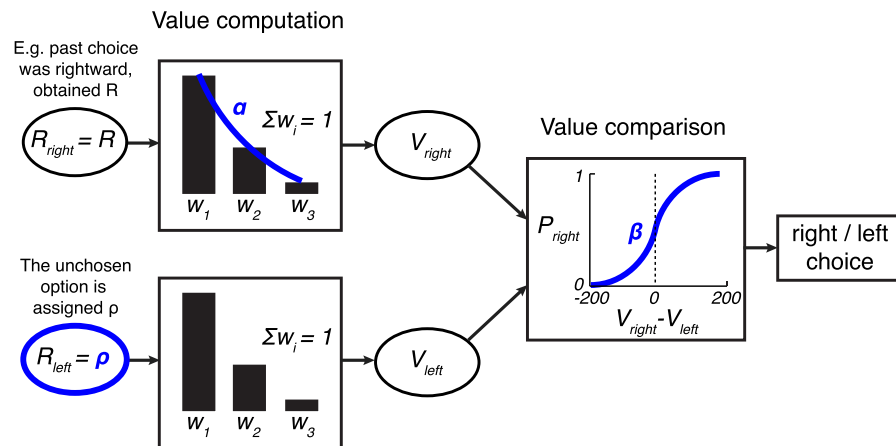 Value computation
E.g. past choice
was rightward,
obtained R
R_right = R
α
Σw_i = 1
w_1 w_2 w_3
V_right
Value comparison
1
P_right
β
0
-200 0 200
V_right-V_left
right / left
choice
The unchosen
option is
assigned ρ
R_left = ρ
Σw_i = 1
w_1 w_2 w_3
V_left